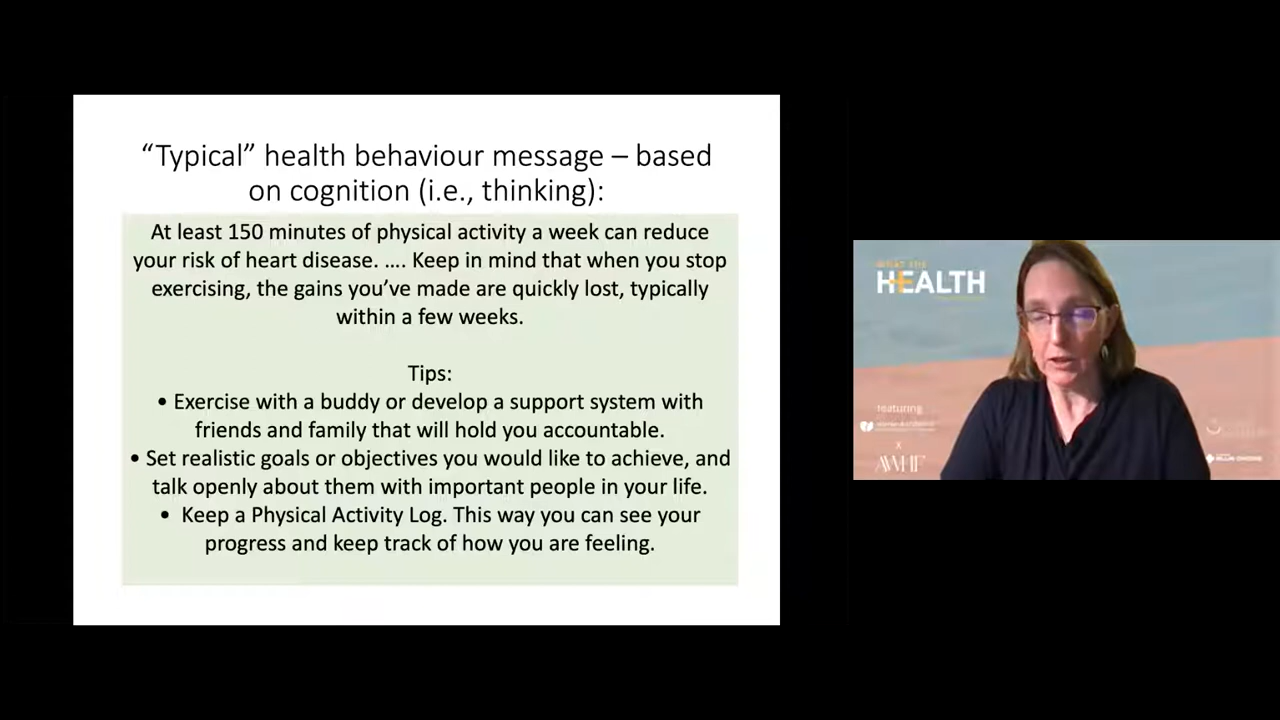 “Typical” health behaviour message – based
on cognition (i.e., thinking):
At least 150 minutes of physical activity a week can reduce
your risk of heart disease. .... Keep in mind that when you stop
exercising, the gains you’ve made are quickly lost, typically
within a few weeks.
Tips:
• Exercise with a buddy or develop a support system with
friends and family that will hold you accountable.
• Set realistic goals or objectives you would like to achieve, and
talk openly about them with important people in your life.
• Keep a Physical Activity Log. This way you can see your
progress and keep track of how you are feeling.
WHAT THE
HEALTH
featuring
X
AWHF